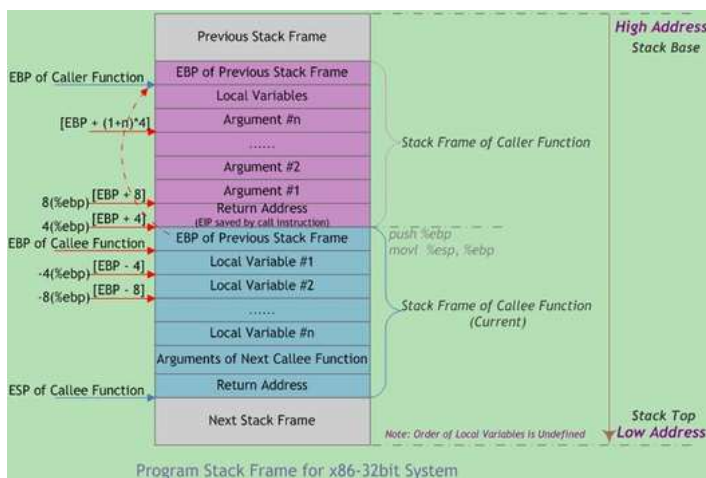 Previous Stack Frame
High Address
Stack Base
EBP of Caller Function
EBP of Previous Stack Frame
Local Variables
[EBP + (1+n)*4]
Argument #n
......
Stack Frame of Caller Function
Argument #2
Argument #1
8(%ebp) [EBP + 8]
Return Address
(EIP saved by call instruction)
4(%ebp) [EBP + 4]
EBP of Previous Stack Frame
push %ebp
movl %esp, %ebp
EBP of Callee Function
Local Variable #1
-4(%ebp) [EBP - 4]
Local Variable #2
-8(%ebp) [EBP - 8]
......
Stack Frame of Callee Function
(Current)
Local Variable #n
Arguments of Next Callee Function
Return Address
ESP of Callee Function
Next Stack Frame
Stack Top
Note: Order of Local Variables is Undefined
Low Address
Program Stack Frame for x86-32bit System